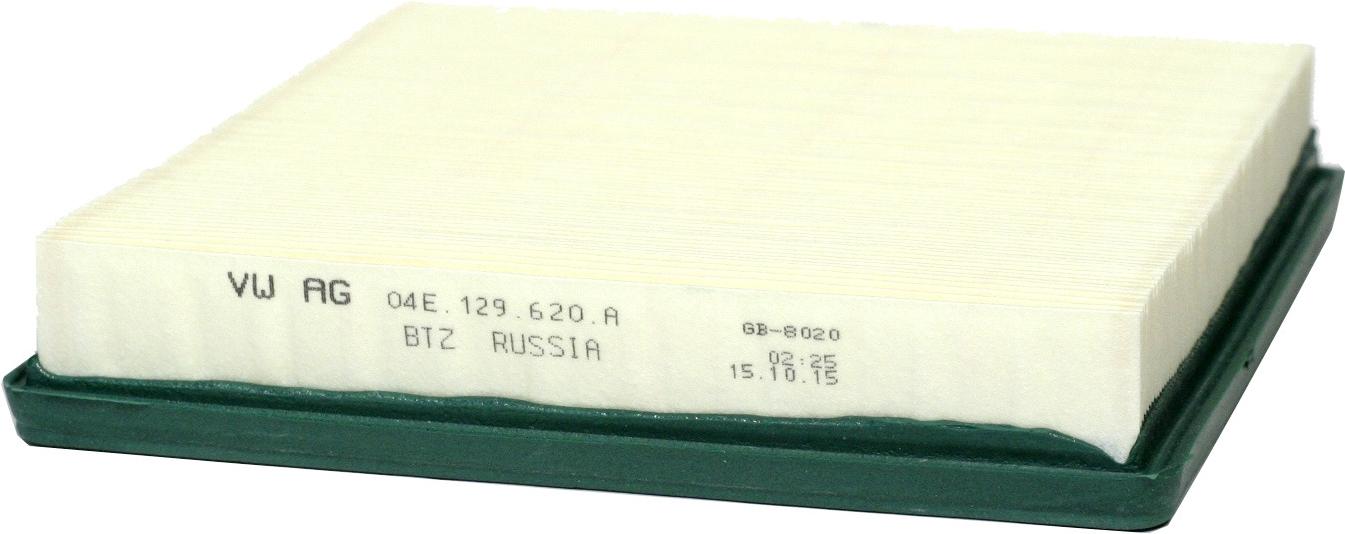 VW AG 04E.129.620.A
BTZ RUSSIA
GB-8020
02:25
15.10.15